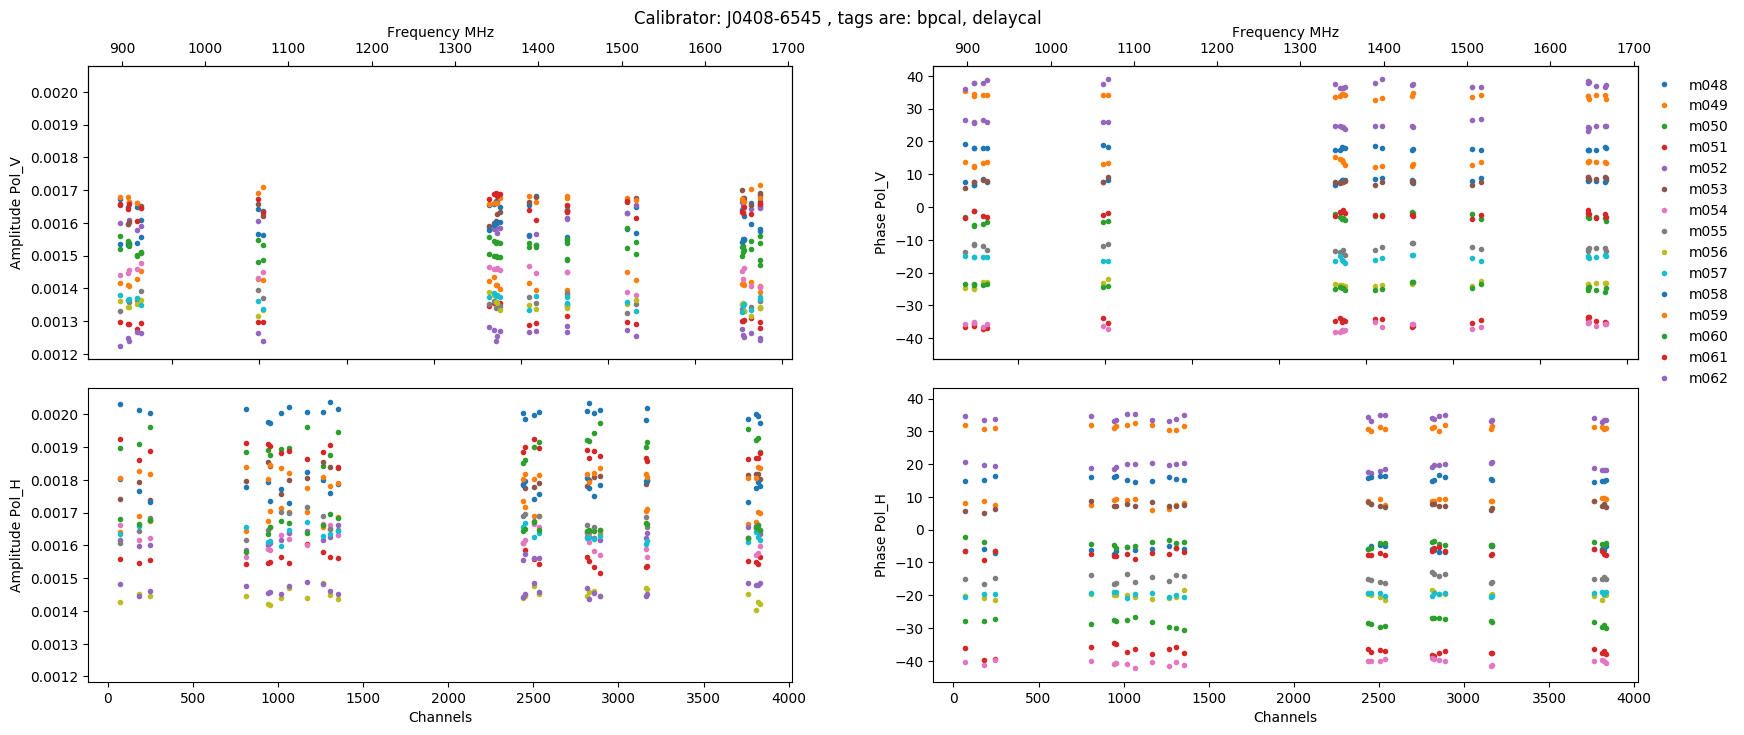 Calibrator: J0408-6545 , tags are: bpcal, delaycal
Frequency MHz
900 1000 1100 1200 1300 1400 1500 1600 1700
Amplitude Pol_V
0.0020
0.0019
0.0018
0.0017
0.0016
0.0015
0.0014
0.0013
0.0012
Frequency MHz
900 1000 1100 1200 1300 1400 1500 1600 1700
Phase Pol_V
40
30
20
10
0
−10
−20
−30
−40
m048
m049
m050
m051
m052
m053
m054
m055
m056
m057
m058
m059
m060
m061
m062
Amplitude Pol_H
0.0020
0.0019
0.0018
0.0017
0.0016
0.0015
0.0014
0.0013
0.0012
0 500 1000 1500 2000 2500 3000 3500 4000
Channels
Phase Pol_H
40
30
20
10
0
−10
−20
−30
−40
0 500 1000 1500 2000 2500 3000 3500 4000
Channels